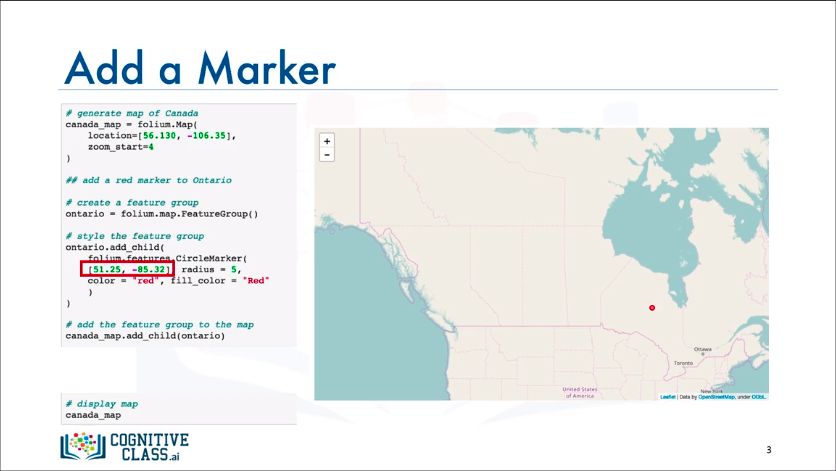 Add a Marker
# generate map of Canada
canada_map = folium.Map(
location=[56.130, -106.35],
zoom_start=4
)
## add a red marker to Ontario
# create a feature group
ontario = folium.map.FeatureGroup()
# style the feature group
ontario.add_child(
folium.features.CircleMarker(
[51.25, -85.32] radius = 5,
color = "red", fill_color = "Red"
)
)
# add the feature group to the map
canada_map.add_child(ontario)
# display map
canada_map
+
−
Ottawa
Toronto
New York
United States
of America
Leaflet | Data by OpenStreetMap, under ODbL.
COGNITIVE
CLASS.ai
3